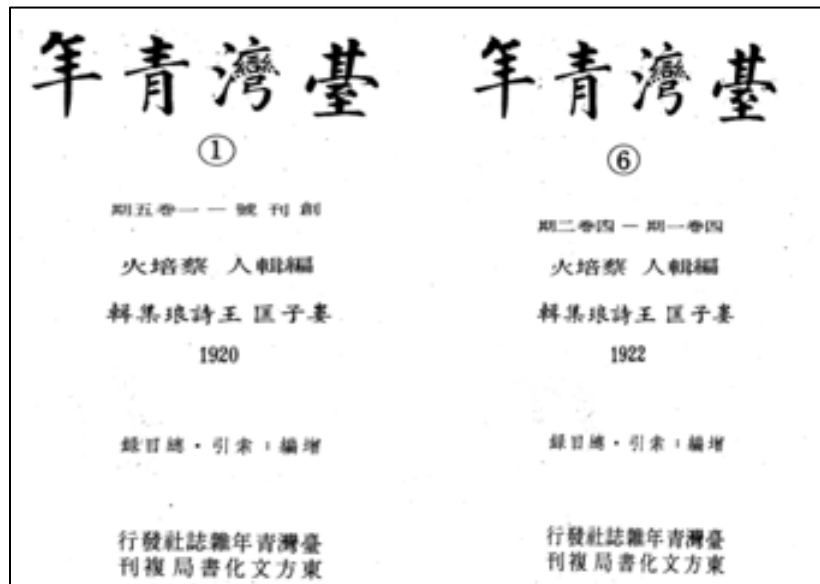 臺灣青年
①
創刊號—一卷五期
編輯人 蔡培火
婁子匡 王詩琅集輯
1920
增編：索引・總目錄
臺灣青年雜誌社發行
東方文化書局複刊
臺灣青年
⑥
四卷一期—四卷二期
編輯人 蔡培火
婁子匡 王詩琅集輯
1922
增編：索引・總目錄
臺灣青年雜誌社發行
東方文化書局複刊